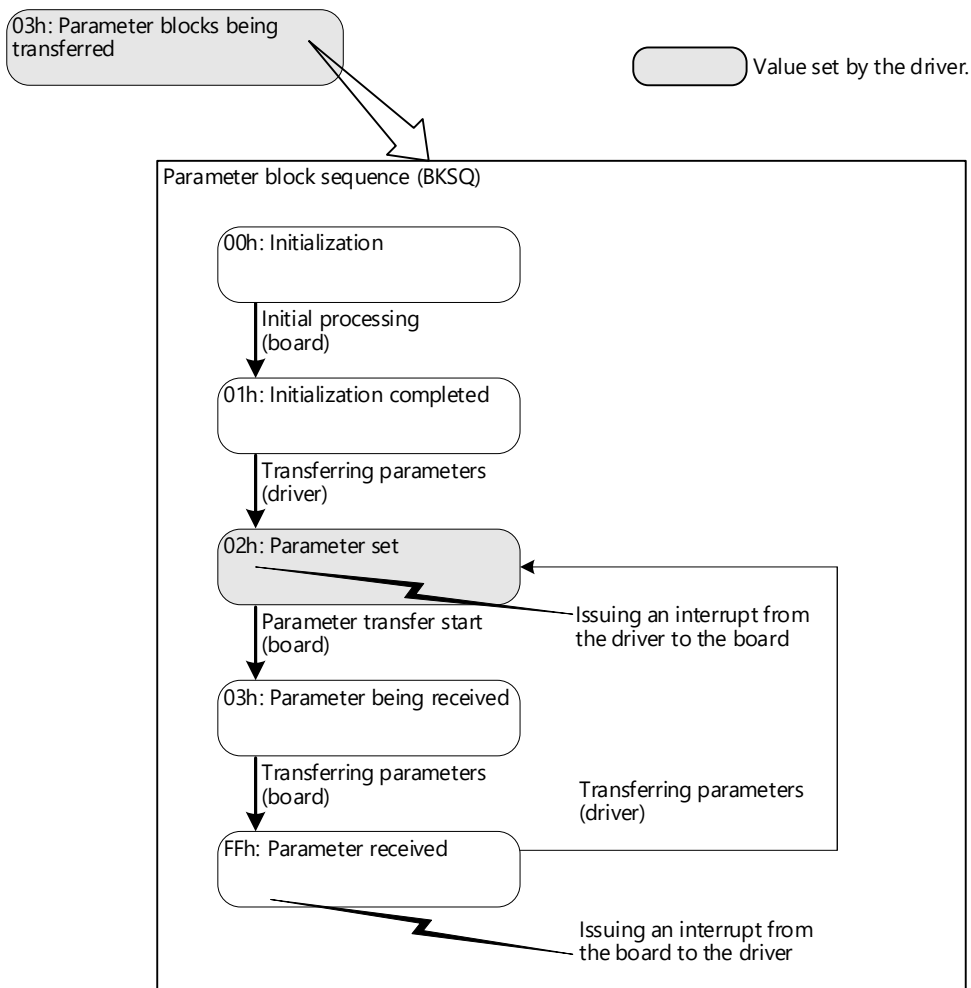 03h: Parameter blocks being
transferred
Value set by the driver.
Parameter block sequence (BKSQ)
00h: Initialization
Initial processing
(board)
01h: Initialization completed
Transferring parameters
(driver)
02h: Parameter set
Issuing an interrupt from
the driver to the board
Parameter transfer start
(board)
03h: Parameter being received
Transferring parameters
(board)
Transferring parameters
(driver)
FFh: Parameter received
Issuing an interrupt from
the board to the driver